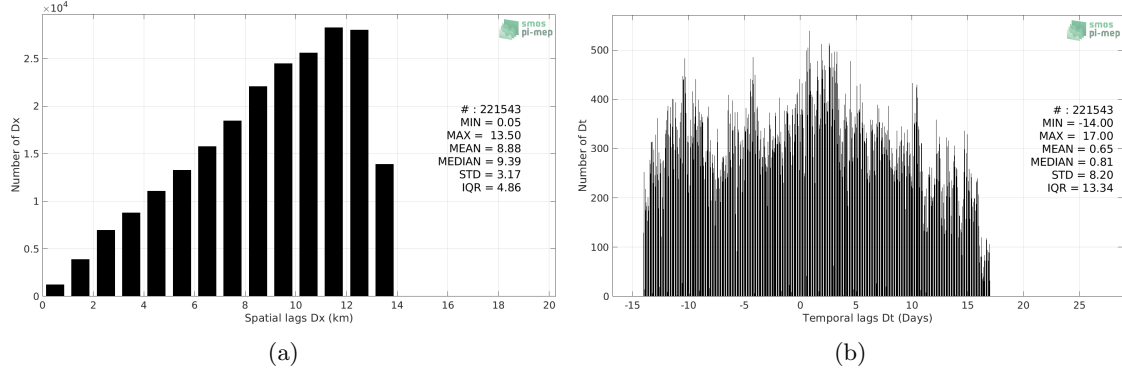 ×10⁴
2.5
2
1.5
1
0.5
0
Number of Dx
0 2 4 6 8 10 12 14 16 18 20
Spatial lags Dx (km)
smos
pi-mep
# : 221543
MIN = 0.05
MAX = 13.50
MEAN = 8.88
MEDIAN = 9.39
STD = 3.17
IQR = 4.86
(a)
500
400
300
200
100
0
Number of Dt
-15 -10 -5 0 5 10 15 20 25
Temporal lags Dt (Days)
smos
pi-mep
# : 221543
MIN = -14.00
MAX = 17.00
MEAN = 0.65
MEDIAN = 0.81
STD = 8.20
IQR = 13.34
(b)